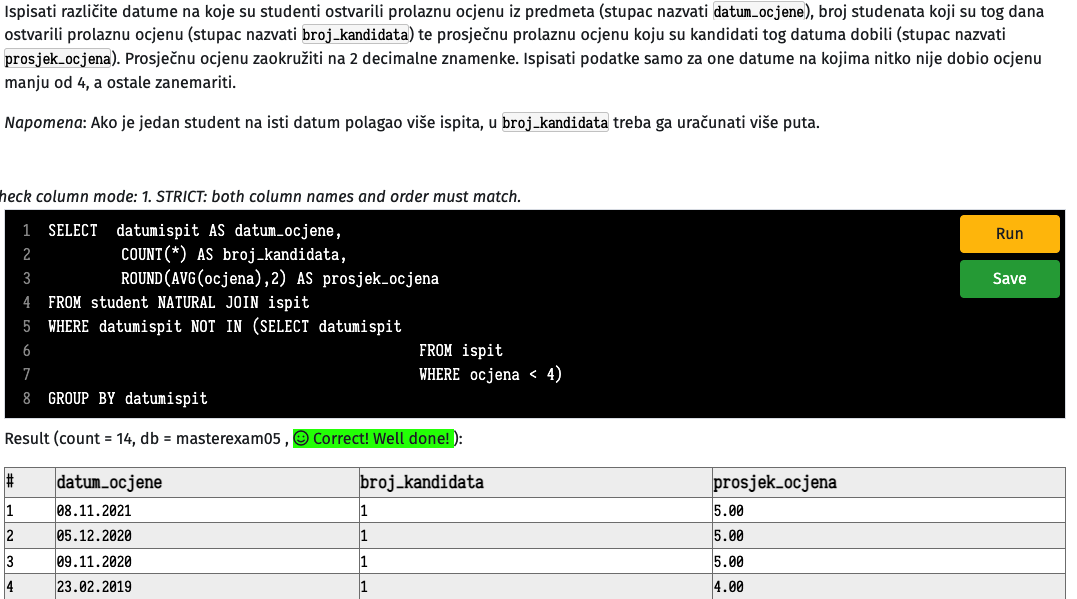 Ispisati različite datume na koje su studenti ostvarili prolaznu ocjenu iz predmeta (stupac nazvati datum_ocjene), broj studenata koji su tog dana
ostvarili prolaznu ocjenu (stupac nazvati broj_kandidata) te prosječnu prolaznu ocjenu koju su kandidati tog datuma dobili (stupac nazvati
prosjek_ocjena). Prosječnu ocjenu zaokružiti na 2 decimalne znamenke. Ispisati podatke samo za one datume na kojima nitko nije dobio ocjenu
manju od 4, a ostale zanemariti.
Napomena: Ako je jedan student na isti datum polagao više ispita, u broj_kandidata treba ga uračunati više puta.
heck column mode: 1. STRICT: both column names and order must match.
1 SELECT datumispit AS datum_ocjene,
2 COUNT(*) AS broj_kandidata,
3 ROUND(AVG(ocjena),2) AS prosjek_ocjena
4 FROM student NATURAL JOIN ispit
5 WHERE datumispit NOT IN (SELECT datumispit
6 FROM ispit
7 WHERE ocjena < 4)
8 GROUP BY datumispit
Run
Save
Result (count = 14, db = masterexam05 , Correct! Well done! ):
# datum_ocjene broj_kandidata prosjek_ocjena
1 08.11.2021 1 5.00
2 05.12.2020 1 5.00
3 09.11.2020 1 5.00
4 23.02.2019 1 4.00